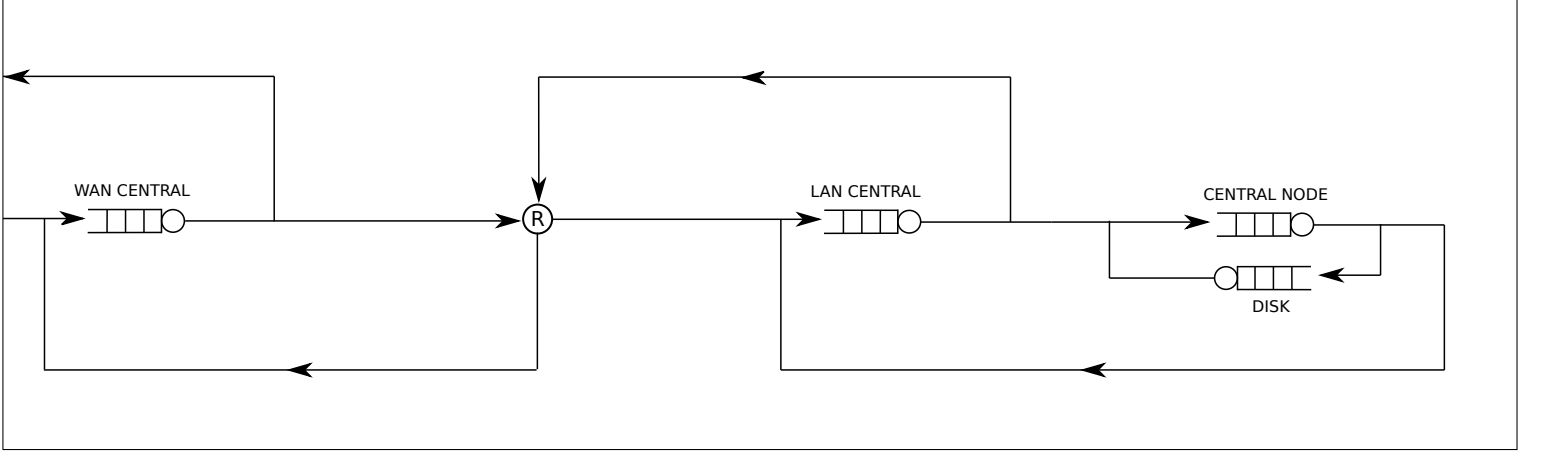 WAN CENTRAL
R
LAN CENTRAL
CENTRAL NODE
DISK